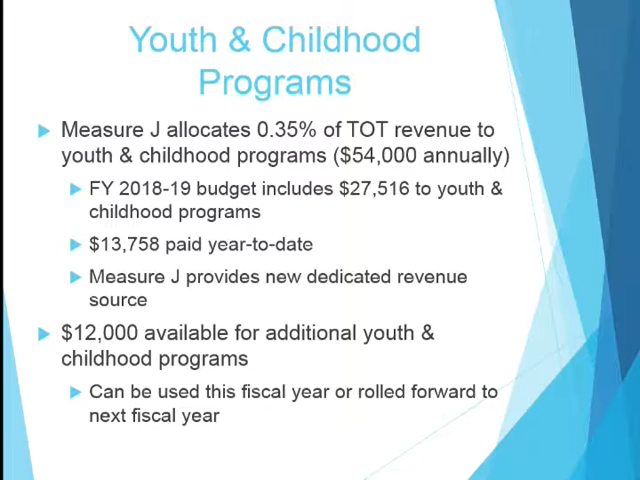 Youth & Childhood
Programs
Measure J allocates 0.35% of TOT revenue to
youth & childhood programs ($54,000 annually)
FY 2018-19 budget includes $27,516 to youth &
childhood programs
$13,758 paid year-to-date
Measure J provides new dedicated revenue
source
$12,000 available for additional youth &
childhood programs
Can be used this fiscal year or rolled forward to
next fiscal year